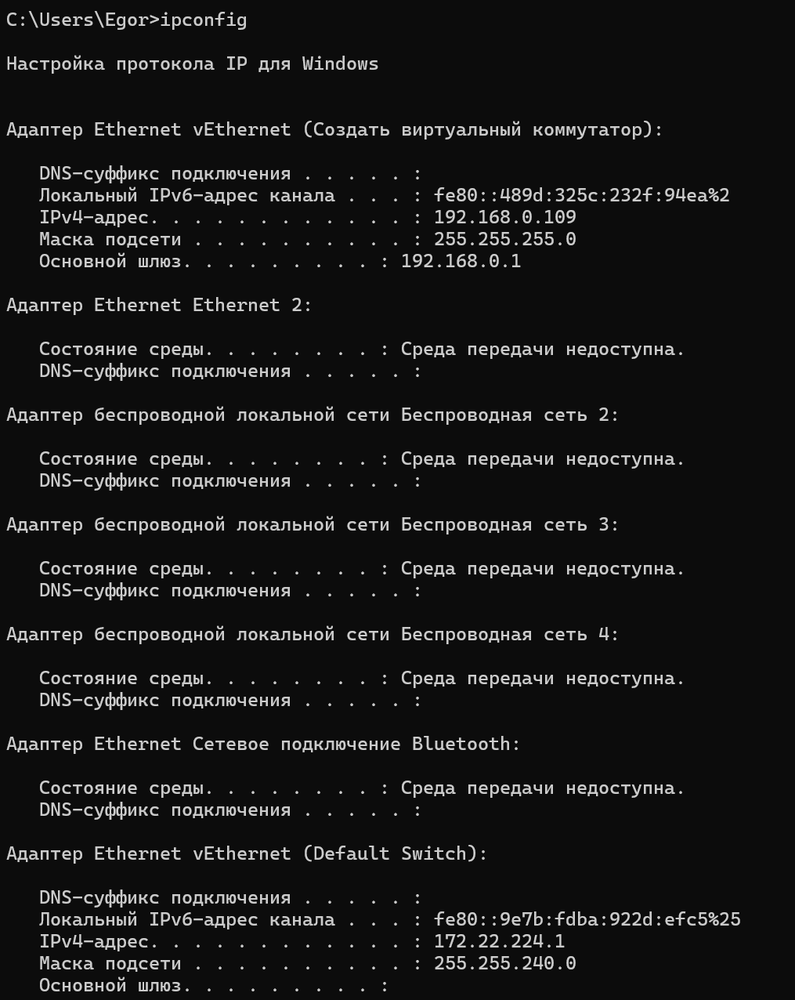 C:\Users\Egor>ipconfig
Настройка протокола IP для Windows
Адаптер Ethernet vEthernet (Создать виртуальный коммутатор):
DNS-суффикс подключения . . . . . :
Локальный IPv6-адрес канала . . . : fe80::489d:325c:232f:94ea%2
IPv4-адрес. . . . . . . . . . . . : 192.168.0.109
Маска подсети . . . . . . . . . . : 255.255.255.0
Основной шлюз. . . . . . . . . : 192.168.0.1
Адаптер Ethernet Ethernet 2:
Состояние среды. . . . . . . . : Среда передачи недоступна.
DNS-суффикс подключения . . . . . :
Адаптер беспроводной локальной сети Беспроводная сеть 2:
Состояние среды. . . . . . . . : Среда передачи недоступна.
DNS-суффикс подключения . . . . . :
Адаптер беспроводной локальной сети Беспроводная сеть 3:
Состояние среды. . . . . . . . : Среда передачи недоступна.
DNS-суффикс подключения . . . . . :
Адаптер беспроводной локальной сети Беспроводная сеть 4:
Состояние среды. . . . . . . . : Среда передачи недоступна.
DNS-суффикс подключения . . . . . :
Адаптер Ethernet Сетевое подключение Bluetooth:
Состояние среды. . . . . . . . : Среда передачи недоступна.
DNS-суффикс подключения . . . . . :
Адаптер Ethernet vEthernet (Default Switch):
DNS-суффикс подключения . . . . . :
Локальный IPv6-адрес канала . . . : fe80::9e7b:fdba:922d:efc5%25
IPv4-адрес. . . . . . . . . . . . : 172.22.224.1
Маска подсети . . . . . . . . . . : 255.255.240.0
Основной шлюз. . . . . . . . . :